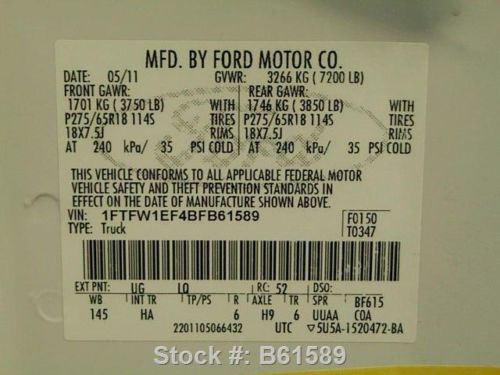 MFD. BY FORD MOTOR CO.
DATE: 05/11 GVWR: 3266 KG ( 7200 LB)
FRONT GAWR: REAR GAWR:
1701 KG ( 3750 LB) WITH 1746 KG ( 3850 LB) WITH
P275/65R18 114S TIRES P275/65R18 114S TIRES
18X7.5J RIMS 18X7.5J RIMS
AT 240 kPa/ 35 PSI COLD AT 240 kPa/ 35 PSI COLD
THIS VEHICLE CONFORMS TO ALL APPLICABLE FEDERAL MOTOR
VEHICLE SAFETY AND THEFT PREVENTION STANDARDS IN
EFFECT ON THE DATE OF MANUFACTURE SHOWN ABOVE.
VIN: 1FTFW1EF4BFB61589 F0150
TYPE: Truck T0347
EXT PNT: UG LQ RC: 52 DSO:
WB INT TR TP/PS R AXLE TR SPR BF615
145 HA 6 H9 6 UUAA COA
2201105066432 UTC ▽5U5A-1520472-BA
Stock #: B61589